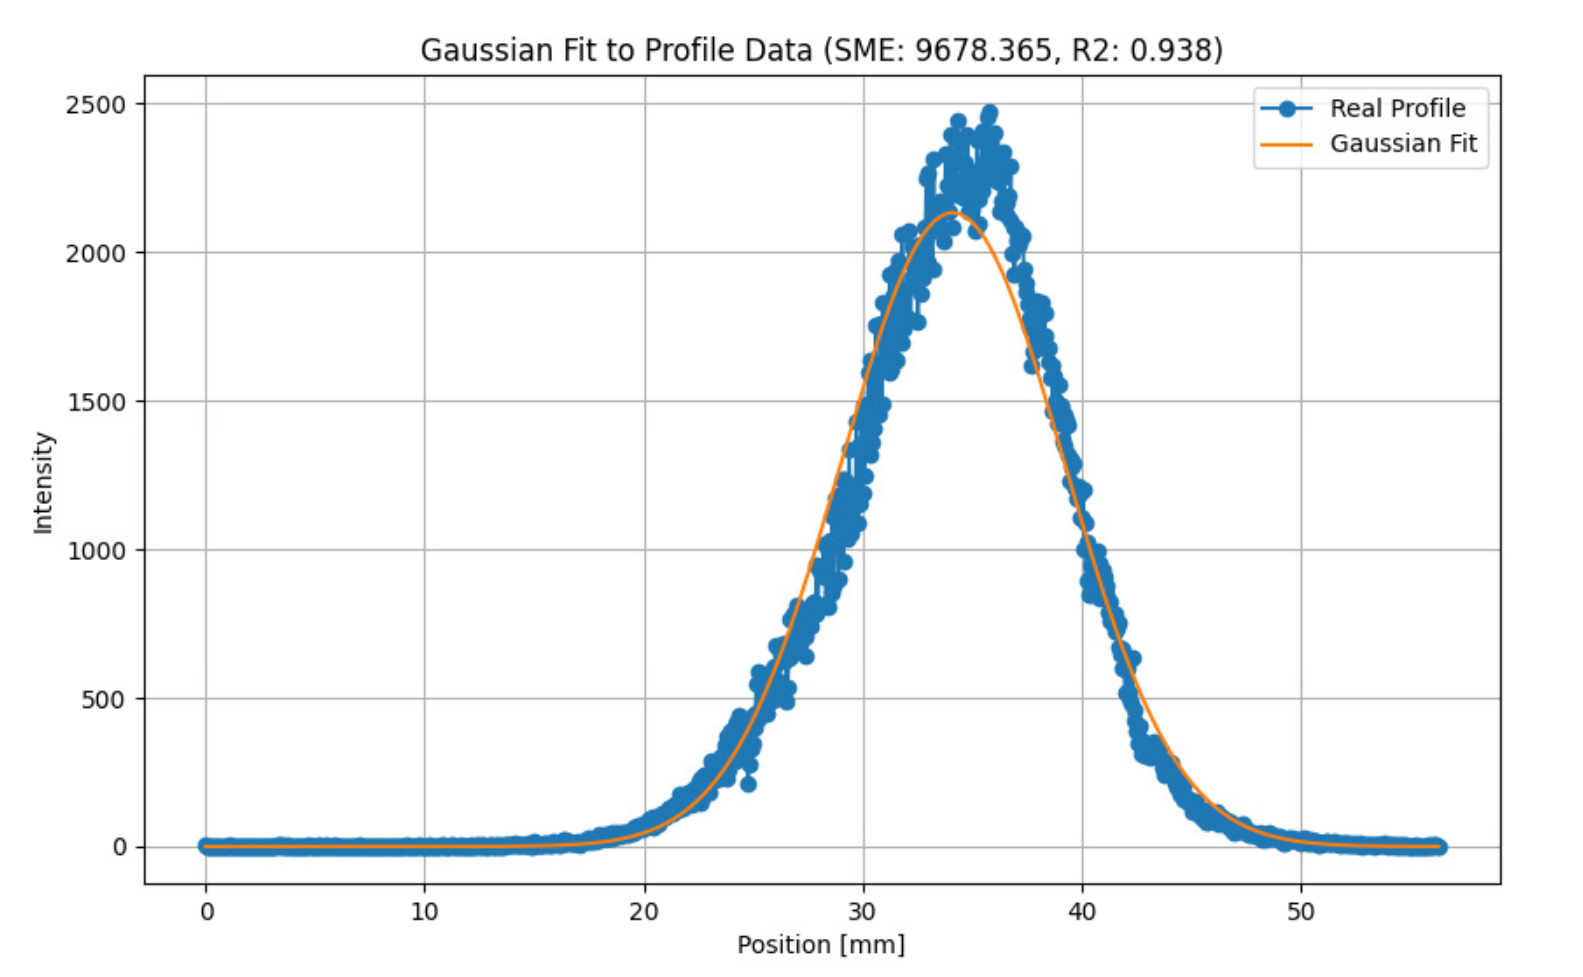 Gaussian Fit to Profile Data (SME: 9678.365, R2: 0.938)
Real Profile
Gaussian Fit
Intensity
2500
2000
1500
1000
500
0
0 10 20 30 40 50
Position [mm]